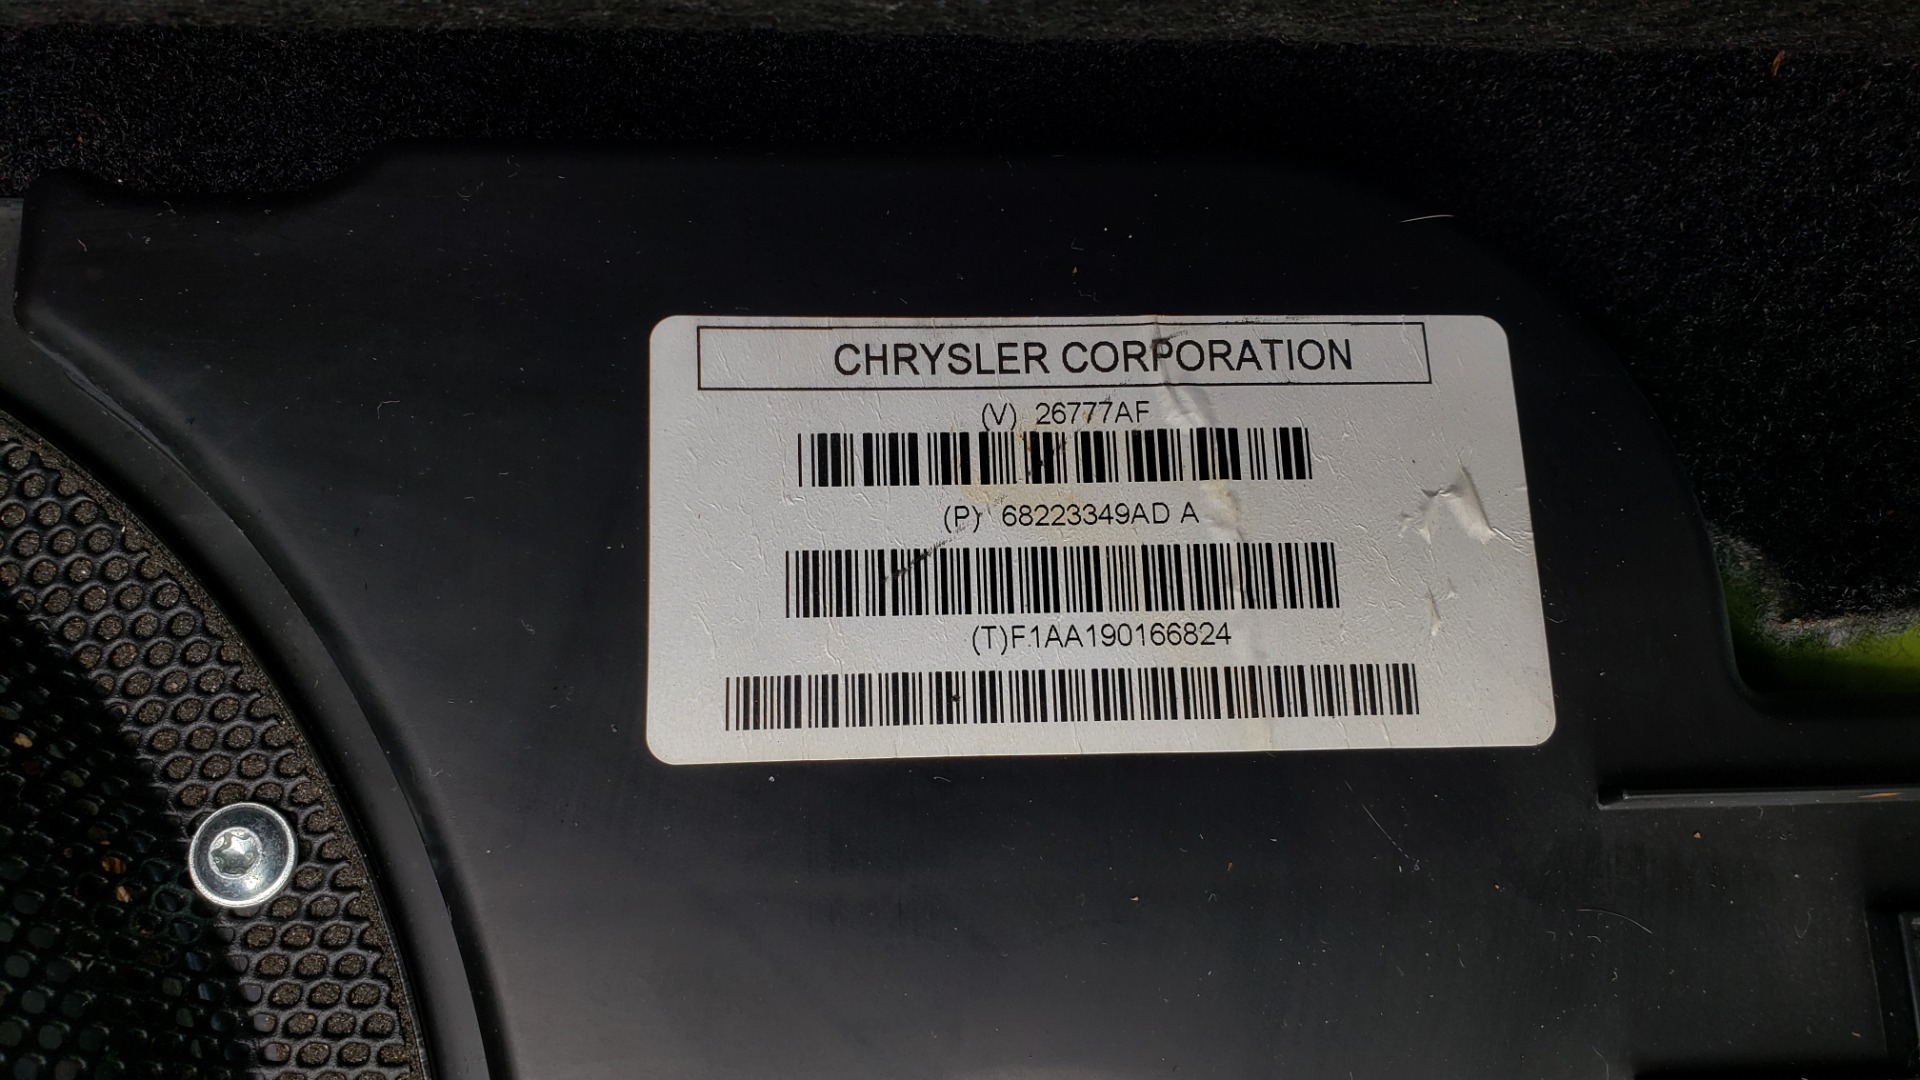 CHRYSLER CORPORATION
(V) 26777AF
(P) 68223349AD A
(T)F1AA190166824